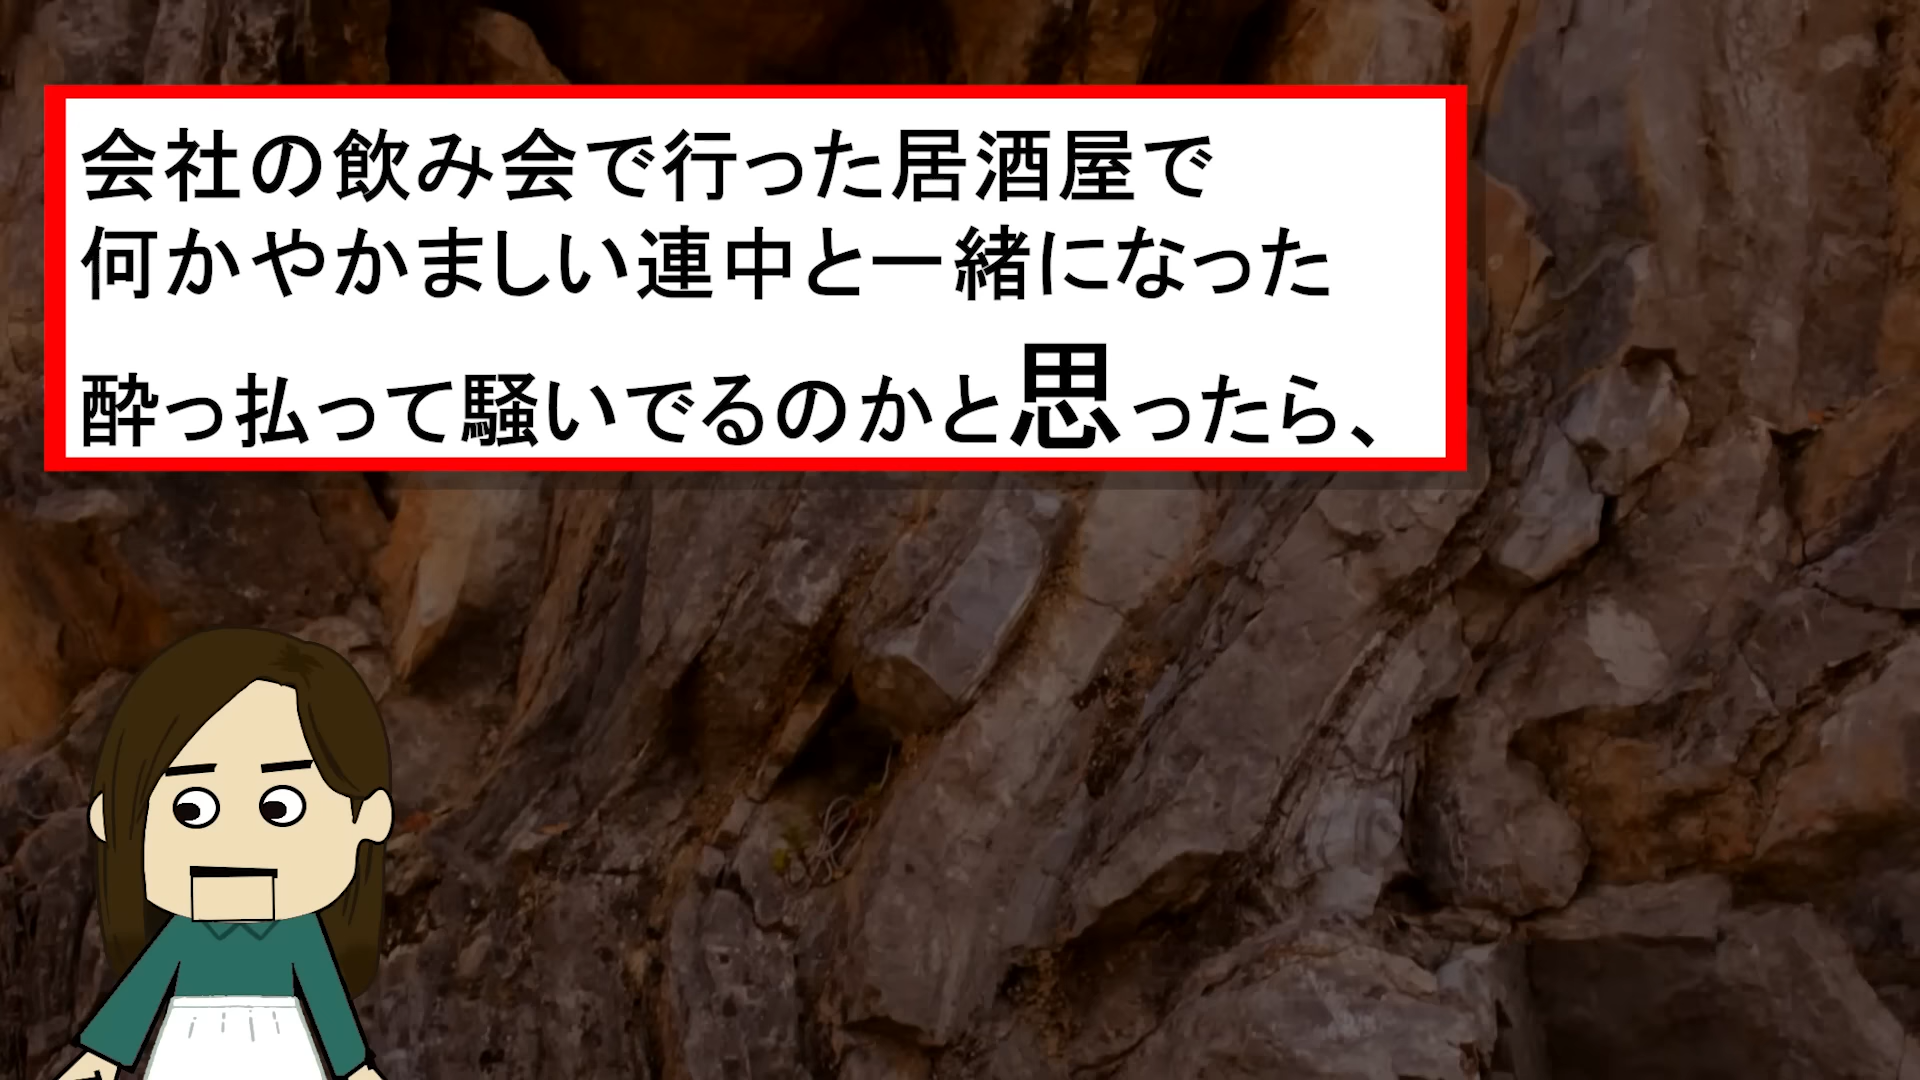 会社の飲み会で行った居酒屋で
何かやかましい連中と一緒になった
酔っ払って騒いでるのかと思ったら、